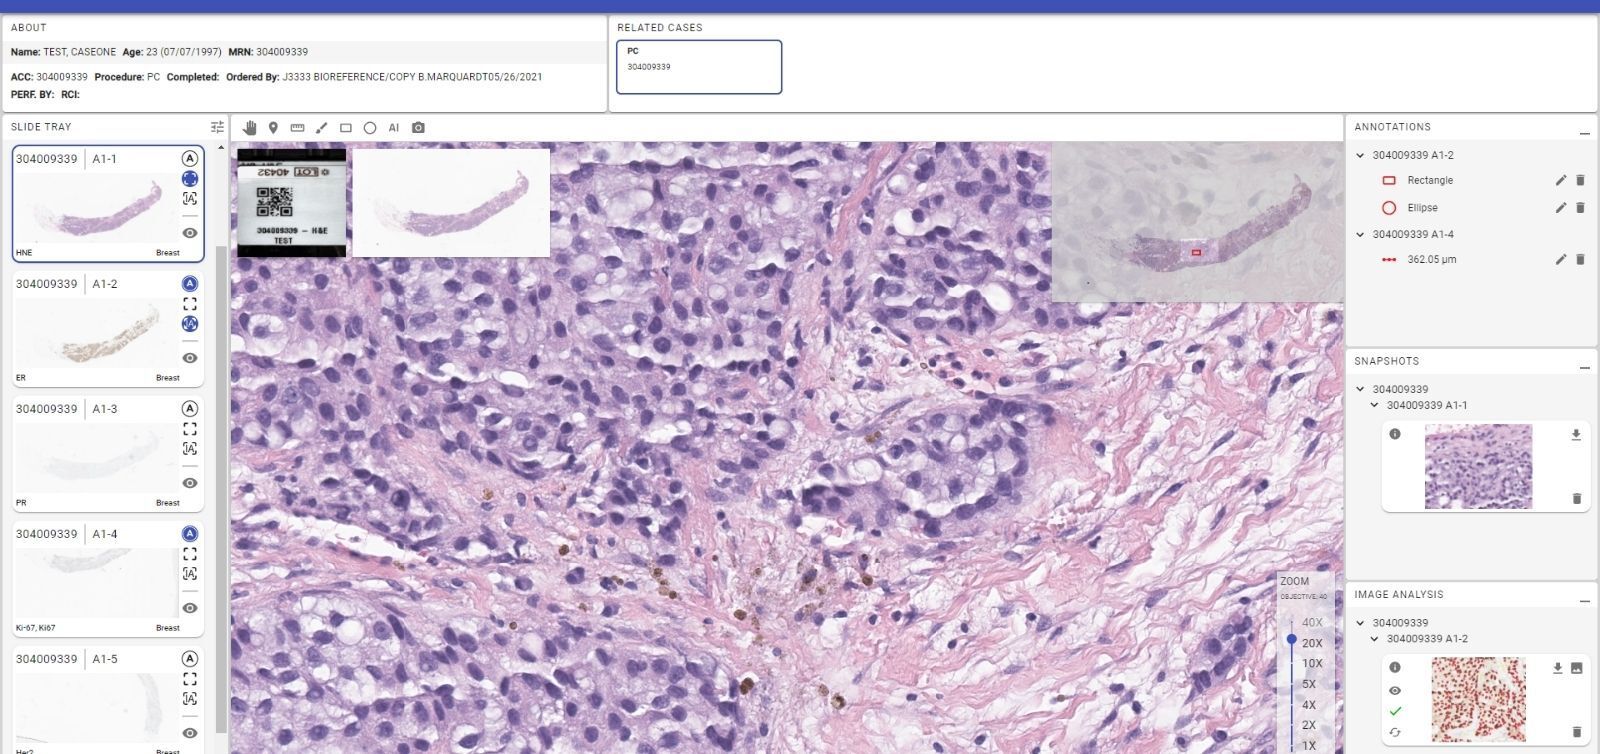 ABOUT
Name: TEST, CASEONE Age: 23 (07/07/1997) MRN: 304009339
ACC: 304009339 Procedure: PC Completed: Ordered By: J3333 BIOREFERENCE/COPY B.MARQUARDT05/26/2021
PERF. BY: RCI:
RELATED CASES
PC
304009339
SLIDE TRAY
304009339 A1-1
A
A
HNE Breast
304009339 A1-2
A
A
ER Breast
304009339 A1-3
A
A
PR Breast
304009339 A1-4
A
A
Ki-67, Ki67 Breast
304009339 A1-5
A
A
Her2
AI
LOT 40432
304009339 - H&E
TEST
ZOOM
OBJECTIVE: 40
40X
20X
10X
5X
4X
2X
1X
ANNOTATIONS
304009339 A1-2
Rectangle
Ellipse
304009339 A1-4
362.05 µm
SNAPSHOTS
304009339
304009339 A1-1
IMAGE ANALYSIS
304009339
304009339 A1-2